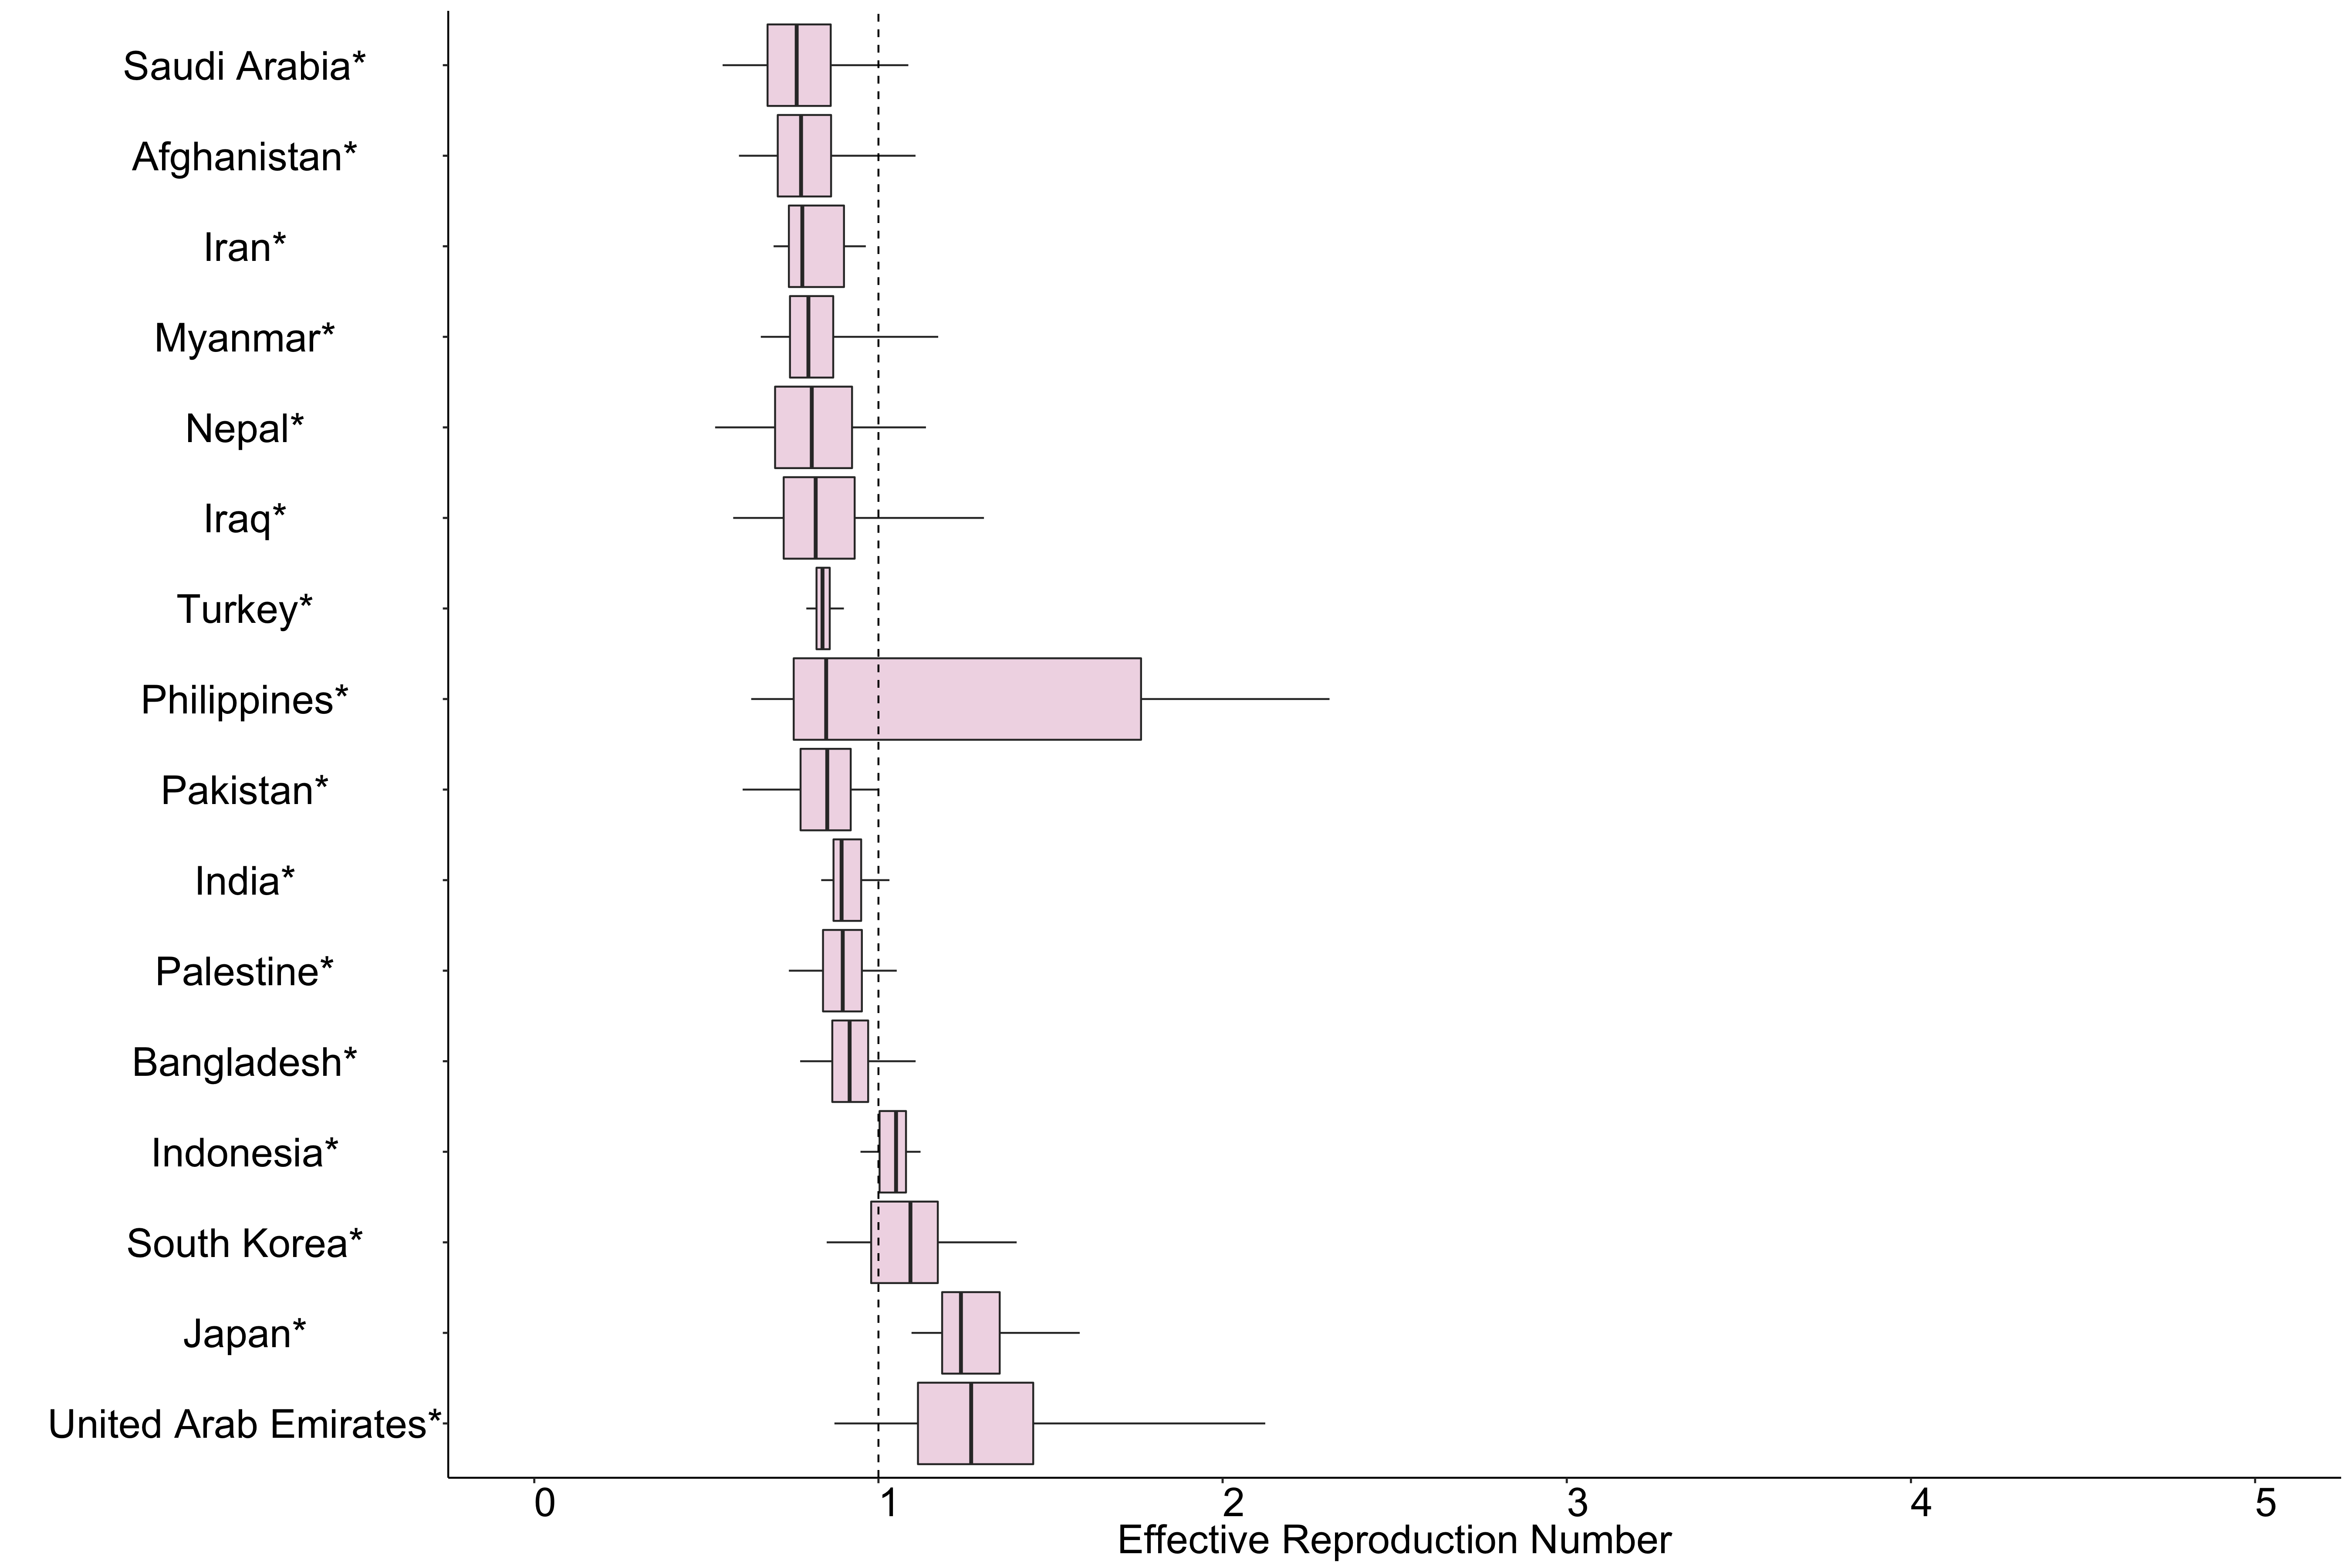 Saudi Arabia*
Afghanistan*
Iran*
Myanmar*
Nepal*
Iraq*
Turkey*
Philippines*
Pakistan*
India*
Palestine*
Bangladesh*
Indonesia*
South Korea*
Japan*
United Arab Emirates*
0 1 2 3 4 5
Effective Reproduction Number